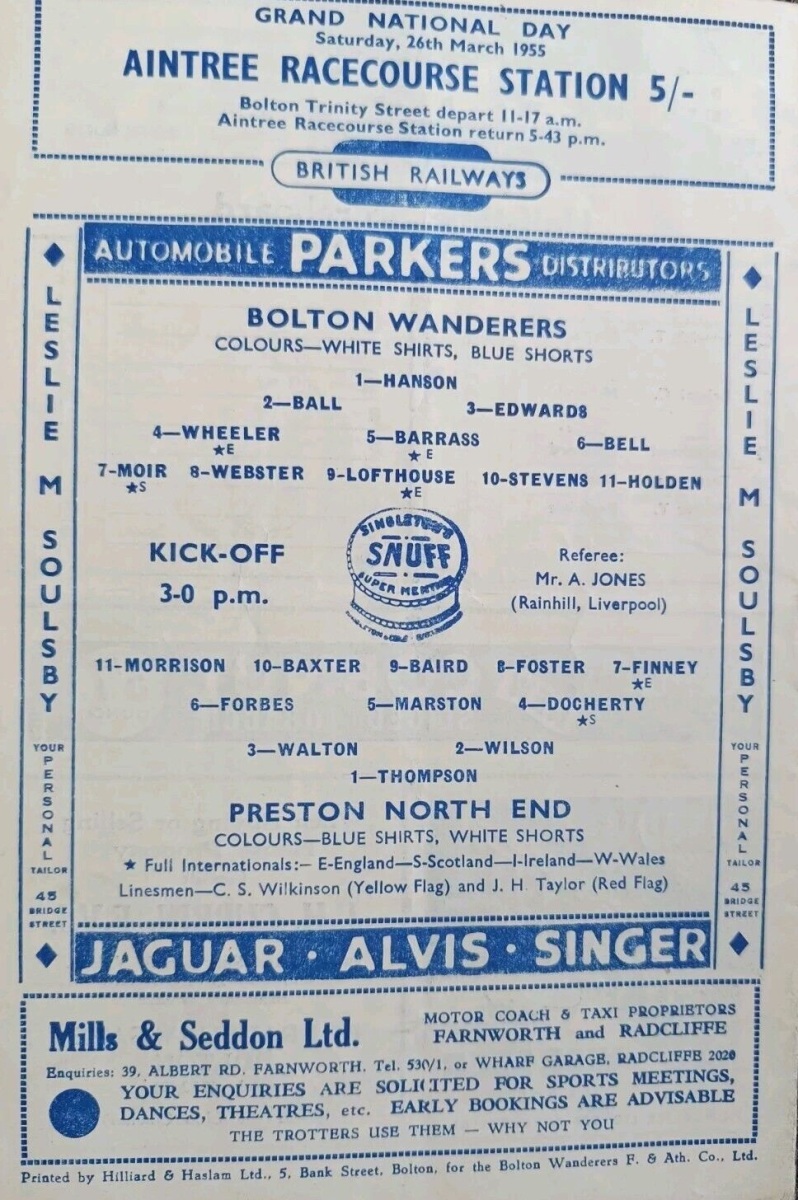 GRAND NATIONAL DAY
Saturday, 26th March 1955
AINTREE RACECOURSE STATION 5/-
Bolton Trinity Street depart 11-17 a.m.
Aintree Racecourse Station return 5-43 p.m.
BRITISH RAILWAYS
AUTOMOBILE PARKERS DISTRIBUTORS
LESLIE M SOULSBY
YOUR
PERSONAL
TAILOR
45
BRIDGE
STREET
BOLTON WANDERERS
COLOURS—WHITE SHIRTS, BLUE SHORTS
1—HANSON
2—BALL 3—EDWARDS
4—WHEELER 5—BARRASS 6—BELL
★E ★ E
7-MOIR 8-WEBSTER 9-LOFTHOUSE 10-STEVENS 11-HOLDEN
★S ★E
KICK-OFF
3-0 p.m.
SINGLETON'S
SNUFF
SUPER MENTHOL
Referee:
Mr. A. JONES
(Rainhill, Liverpool)
11-MORRISON 10-BAXTER 9-BAIRD 8-FOSTER 7-FINNEY
★E
6—FORBES 5—MARSTON 4—DOCHERTY
★S
3—WALTON 2—WILSON
1—THOMPSON
PRESTON NORTH END
COLOURS—BLUE SHIRTS, WHITE SHORTS
★ Full Internationals:– E-England—S-Scotland—I-Ireland—W-Wales
Linesmen—C. S. Wilkinson (Yellow Flag) and J. H. Taylor (Red Flag)
LESLIE M SOULSBY
YOUR
PERSONAL
TAILOR
45
BRIDGE
STREET
JAGUAR · ALVIS · SINGER
Mills & Seddon Ltd.
MOTOR COACH & TAXI PROPRIETORS
FARNWORTH and RADCLIFFE
Enquiries: 39, ALBERT RD, FARNWORTH. Tel. 530/1, or WHARF GARAGE, RADCLIFFE 2020
YOUR ENQUIRIES ARE SOLICITED FOR SPORTS MEETINGS,
DANCES, THEATRES, etc. EARLY BOOKINGS ARE ADVISABLE
THE TROTTERS USE THEM — WHY NOT YOU
Printed by Hilliard & Haslam Ltd., 5, Bank Street, Bolton, for the Bolton Wanderers F. & Ath. Co., Ltd.